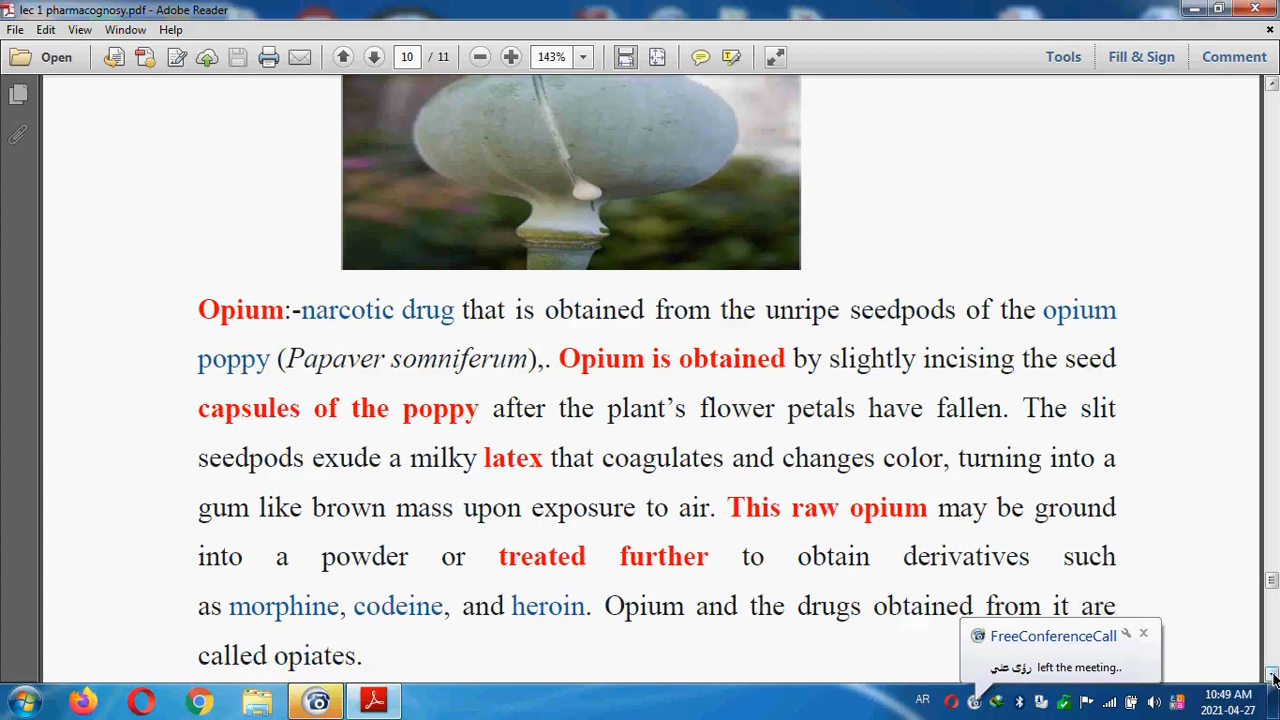 lec 1 pharmacognosy.pdf - Adobe Reader
File Edit View Window Help
Open 10 / 11 143% Tools Fill & Sign Comment
Opium:-narcotic drug that is obtained from the unripe seedpods of the opium
poppy (Papaver somniferum),. Opium is obtained by slightly incising the seed
capsules of the poppy after the plant’s flower petals have fallen. The slit
seedpods exude a milky latex that coagulates and changes color, turning into a
gum like brown mass upon exposure to air. This raw opium may be ground
into a powder or treated further to obtain derivatives such
as morphine, codeine, and heroin. Opium and the drugs obtained from it are
called opiates.
FreeConferenceCall
رؤى علي left the meeting..
AR 10:49 AM
2021-04-27